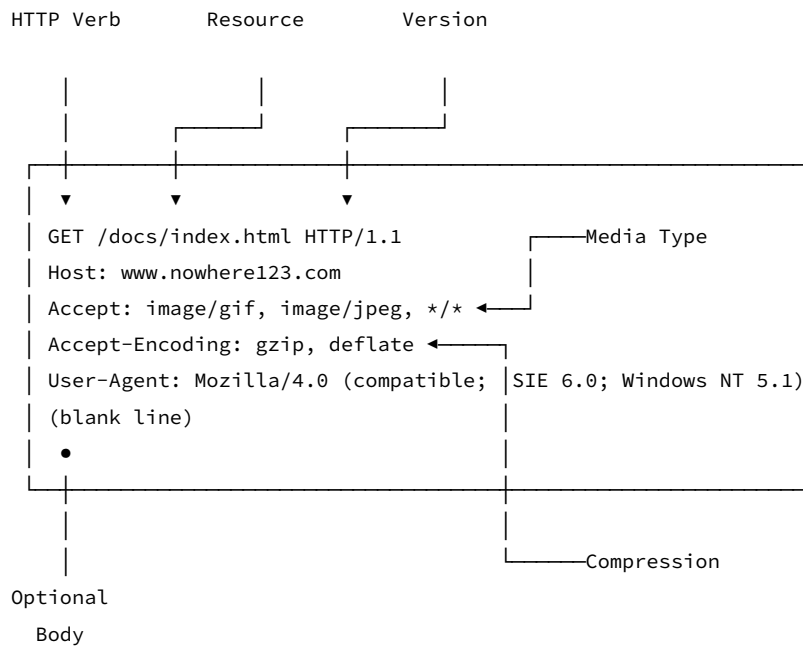 HTTP Verb Resource Version
GET /docs/index.html HTTP/1.1 Media Type
Host: www.nowhere123.com
Accept: image/gif, image/jpeg, */*
Accept-Encoding: gzip, deflate
User-Agent: Mozilla/4.0 (compatible; SIE 6.0; Windows NT 5.1)
(blank line)
Compression
Optional
Body